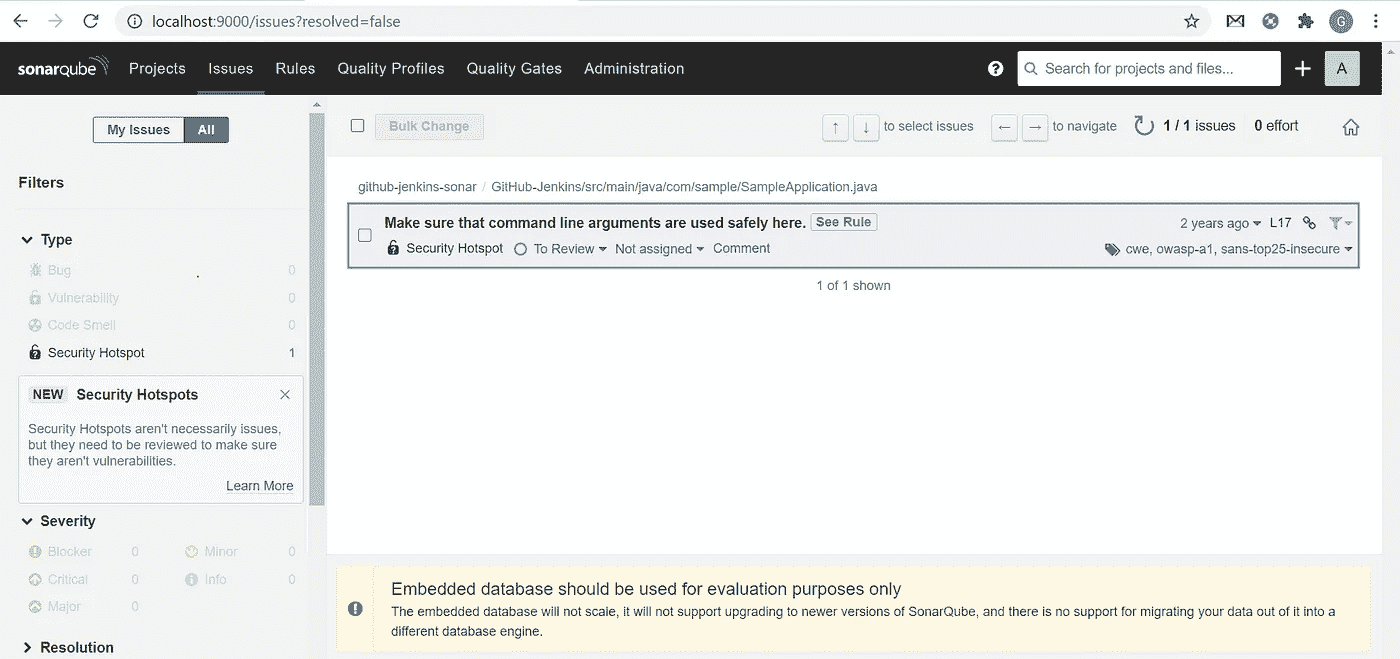 localhost:9000/issues?resolved=false
G
sonarqube Projects Issues Rules Quality Profiles Quality Gates Administration ? Search for projects and files... + A
My Issues All
Bulk Change ↑ ↓ to select issues ← → to navigate 1 / 1 issues 0 effort
Filters
github-jenkins-sonar / GitHub-Jenkins/src/main/java/com/sample/SampleApplication.java
Make sure that command line arguments are used safely here. See Rule 2 years ago L17
Security Hotspot To Review Not assigned Comment cwe, owasp-a1, sans-top25-insecure
1 of 1 shown
Type
Bug 0
Vulnerability 0
Code Smell 0
Security Hotspot 1
NEW Security Hotspots
Security Hotspots aren't necessarily issues,
but they need to be reviewed to make sure
they aren't vulnerabilities.
Learn More
Severity
Blocker 0 Minor 0
Critical 0 Info 0
Major 0
Resolution
Embedded database should be used for evaluation purposes only
The embedded database will not scale, it will not support upgrading to newer versions of SonarQube, and there is no support for migrating your data out of it into a
different database engine.